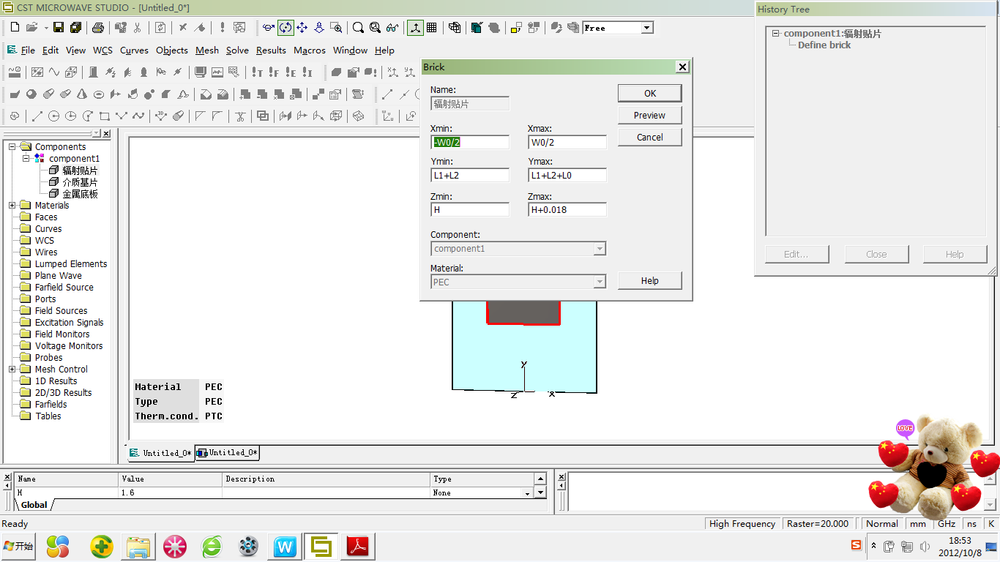 CST MICROWAVE STUDIO - [Untitled_0*]
History Tree
Free
File Edit View WCS Curves Objects Mesh Solve Results Macros Window Help
component1:辐射贴片
Define brick
Edit...
Close
Help
Brick
Name:
辐射贴片
OK
Preview
Cancel
Xmin:
Xmax:
-W0/2
W0/2
Ymin:
Ymax:
L1+L2
L1+L2+L0
Zmin:
Zmax:
H
H+0.018
Component:
component1
Material:
PEC
Help
Components
component1
辐射贴片
介质基片
金属底板
Materials
Faces
Curves
WCS
Wires
Lumped Elements
Plane Wave
Farfield Source
Ports
Field Sources
Excitation Signals
Field Monitors
Voltage Monitors
Probes
Mesh Control
1D Results
2D/3D Results
Farfields
Tables
y
z
x
Material PEC
Type PEC
Therm.cond. PTC
LOVE
Untitled_0*
Untitled_0*
Name Value Description Type
H 1.6 None
Global
Ready
High Frequency Raster=20.000 Normal mm GHz ns K
开始
18:53
2012/10/8